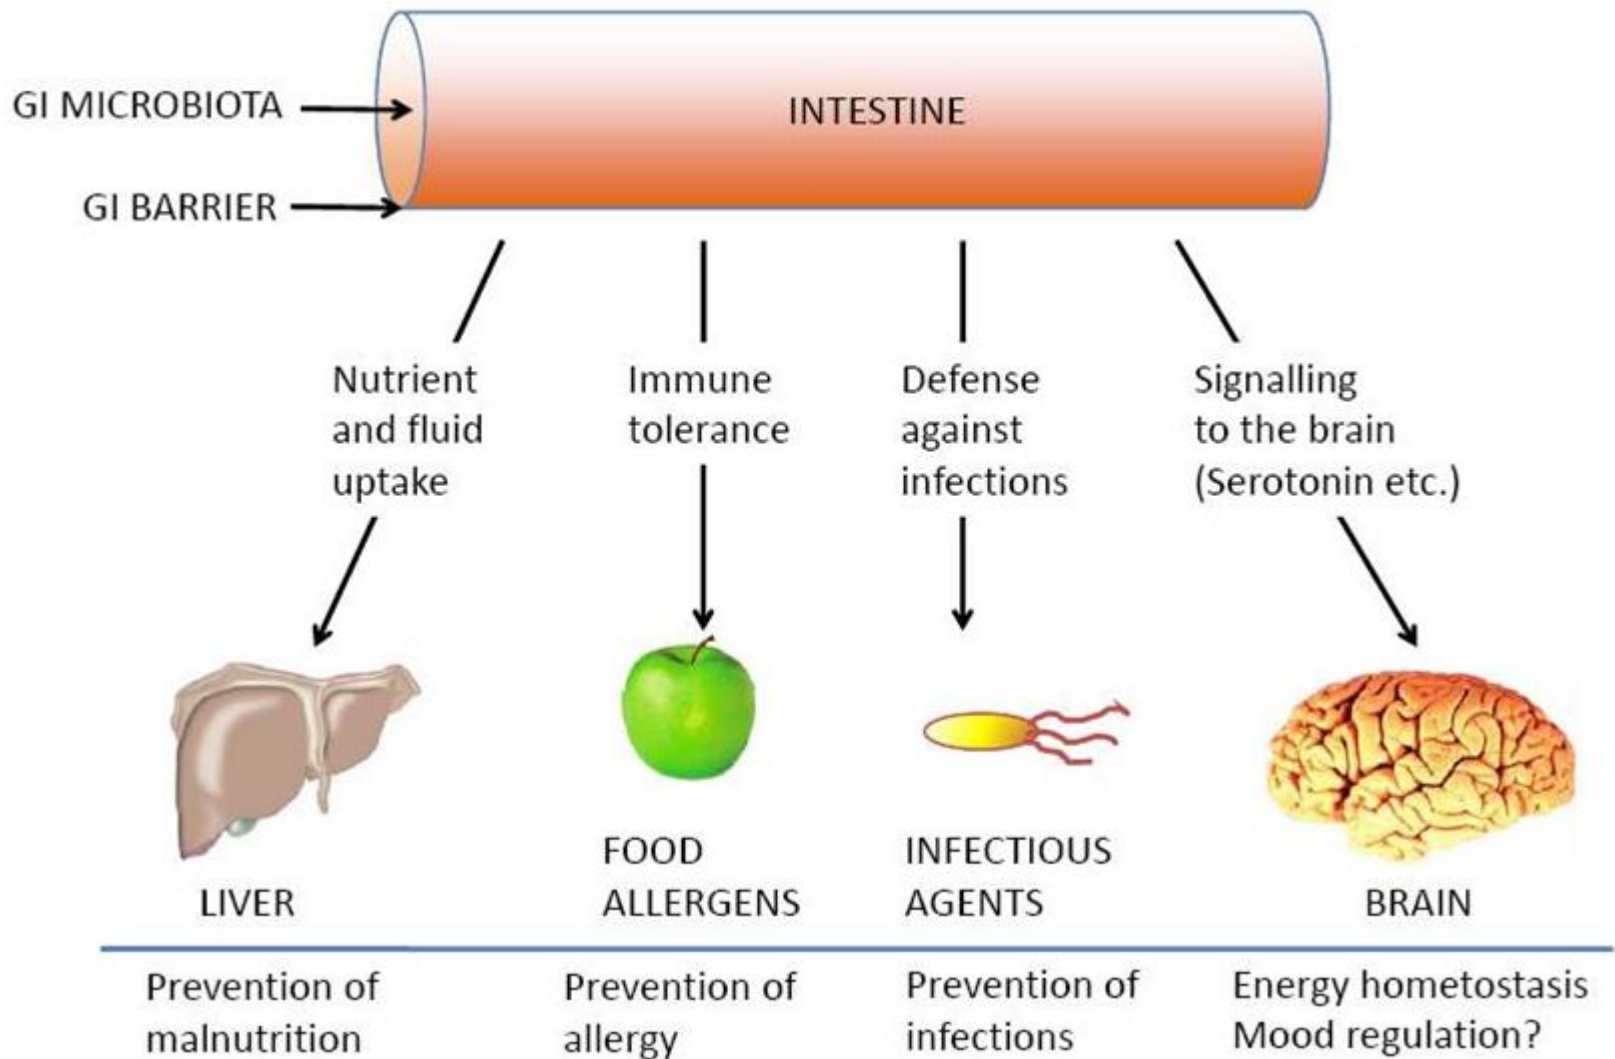 INTESTINE
GI MICROBIOTA
GI BARRIER
Nutrient
and fluid
uptake
Immune
tolerance
Defense
against
infections
Signalling
to the brain
(Serotonin etc.)
LIVER
FOOD
ALLERGENS
INFECTIOUS
AGENTS
BRAIN
Prevention of
malnutrition
Prevention of
allergy
Prevention of
infections
Energy hometostasis
Mood regulation?